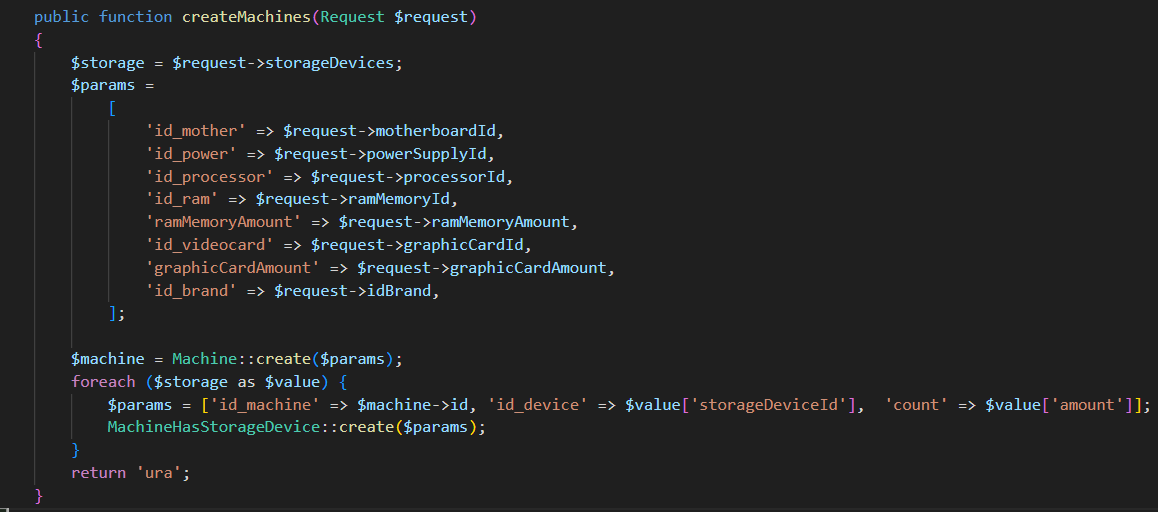 public function createMachines(Request $request)
{
$storage = $request->storageDevices;
$params =
[
'id_mother' => $request->motherboardId,
'id_power' => $request->powerSupplyId,
'id_processor' => $request->processorId,
'id_ram' => $request->ramMemoryId,
'ramMemoryAmount' => $request->ramMemoryAmount,
'id_videocard' => $request->graphicCardId,
'graphicCardAmount' => $request->graphicCardAmount,
'id_brand' => $request->idBrand,
];
$machine = Machine::create($params);
foreach ($storage as $value) {
$params = ['id_machine' => $machine->id, 'id_device' => $value['storageDeviceId'],  'count' => $value['amount']];
MachineHasStorageDevice::create($params);
}
return 'ura';
}